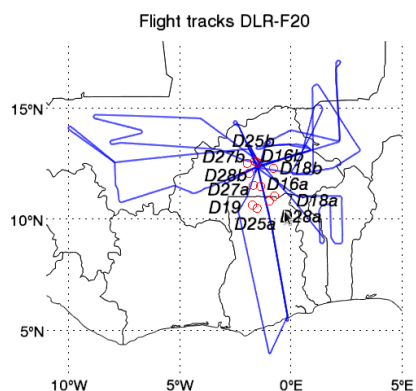 Flight tracks DLR-F20
15°N
D25b
D27b D16b
D18b
D28b
D27a D16a
D19 D18a
D28a
D25a
10°N
5°N
10°W 5°W 0°E 5°E